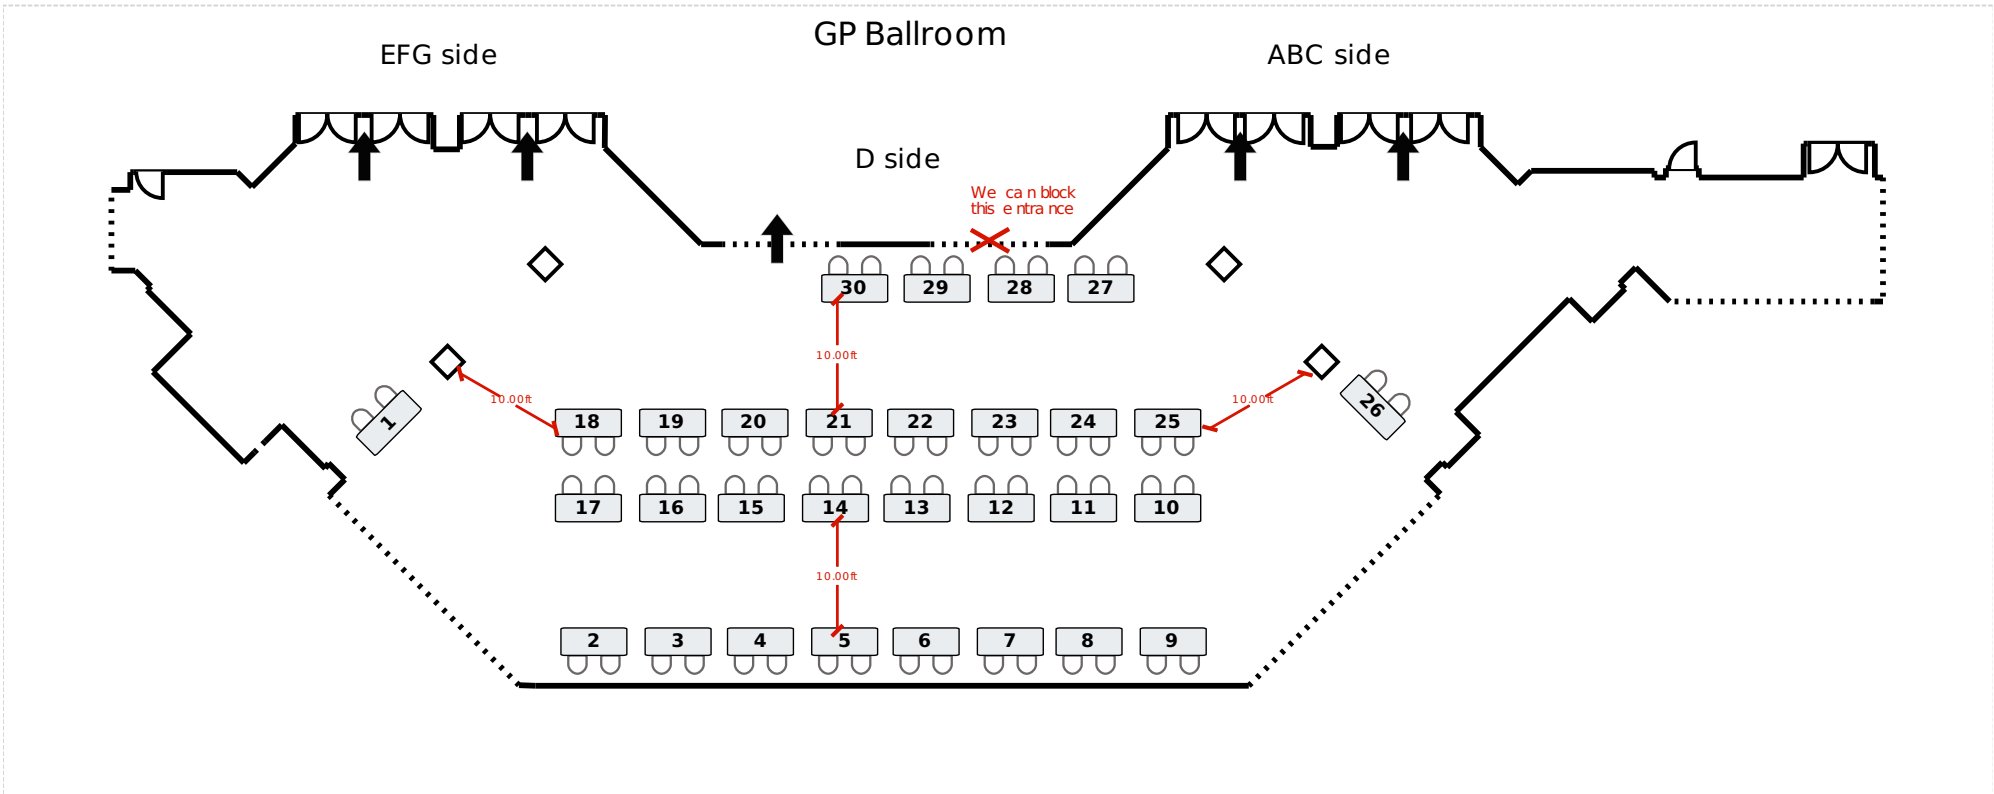 GP Ballroom
EFG side
ABC side
D side
We can block
this entrance
30 29 28 27
10.00ft
1
26
10.00ft
10.00ft
18 19 20 21 22 23 24 25
17 16 15 14 13 12 11 10
10.00ft
2 3 4 5 6 7 8 9